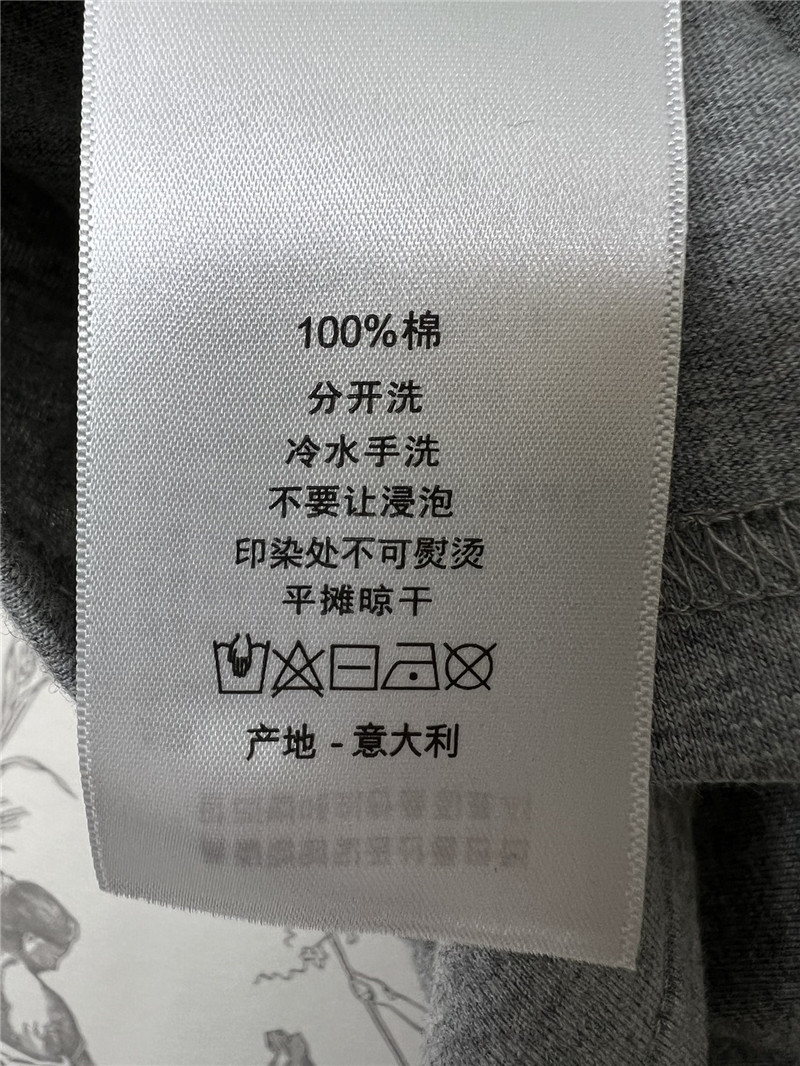 100%棉
分开洗
冷水手洗
不要让浸泡
印染处不可熨烫
平摊晾干
产地 - 意大利